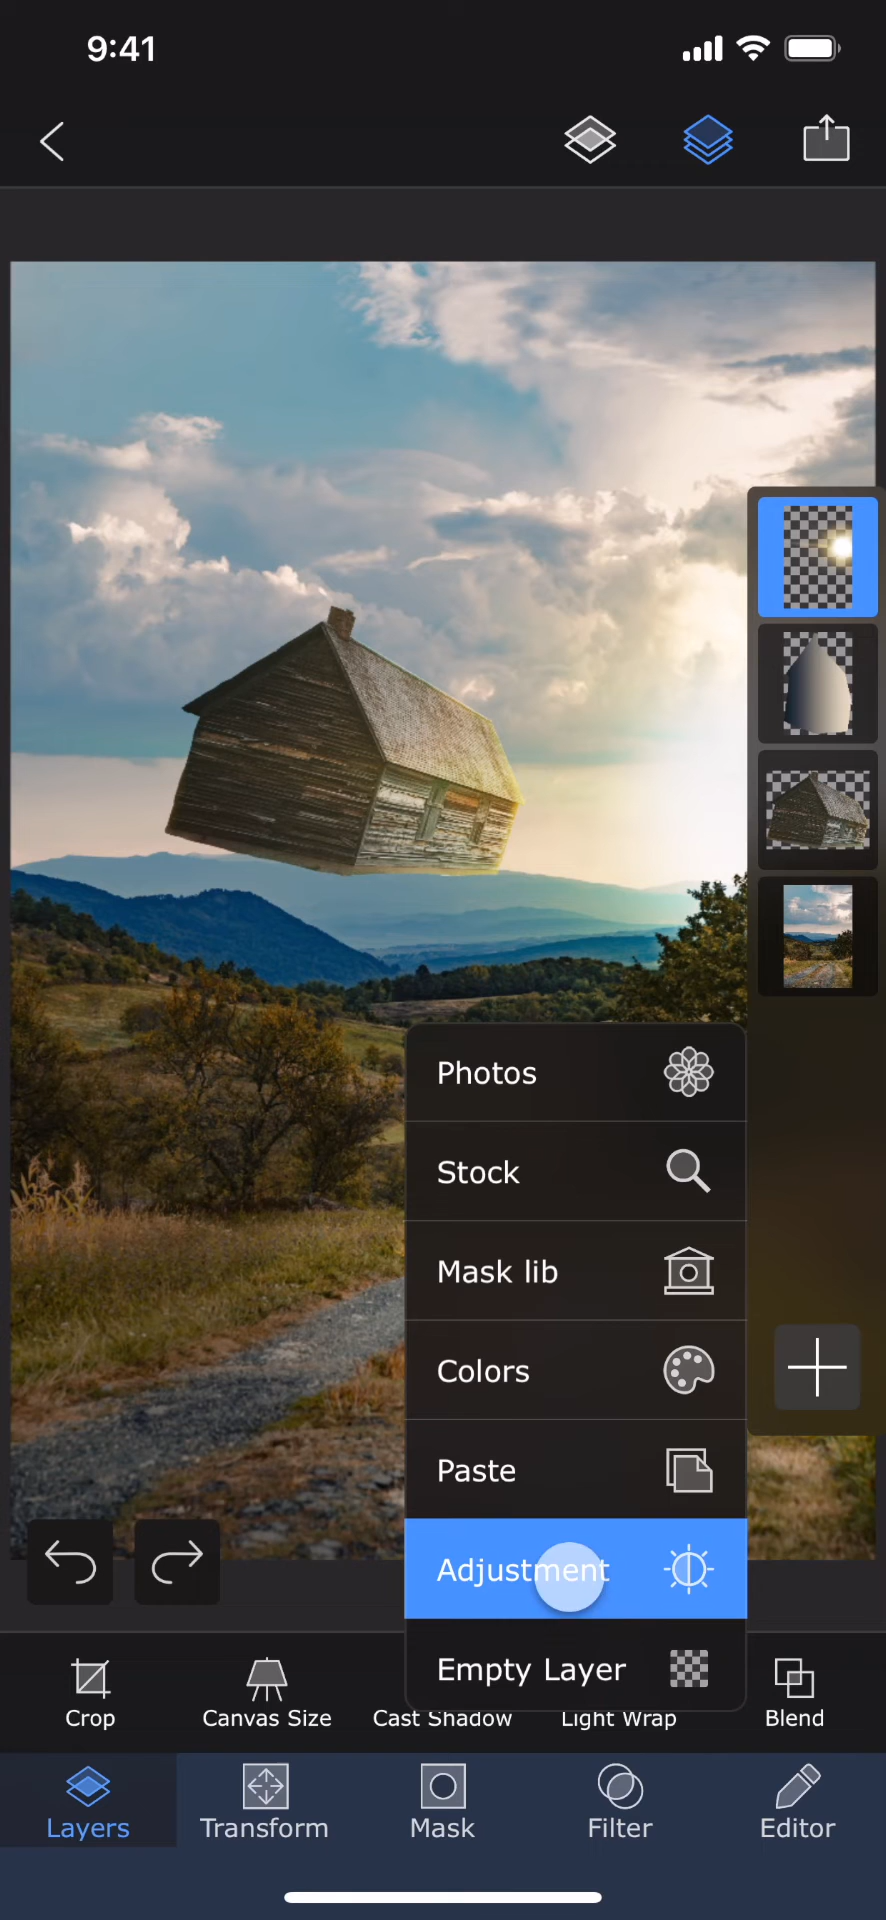 9:41
Photos
Stock
Mask lib
Colors
Paste
Adjustment
Empty Layer
Crop
Canvas Size
Cast Shadow
Light Wrap
Blend
Layers
Transform
Mask
Filter
Editor